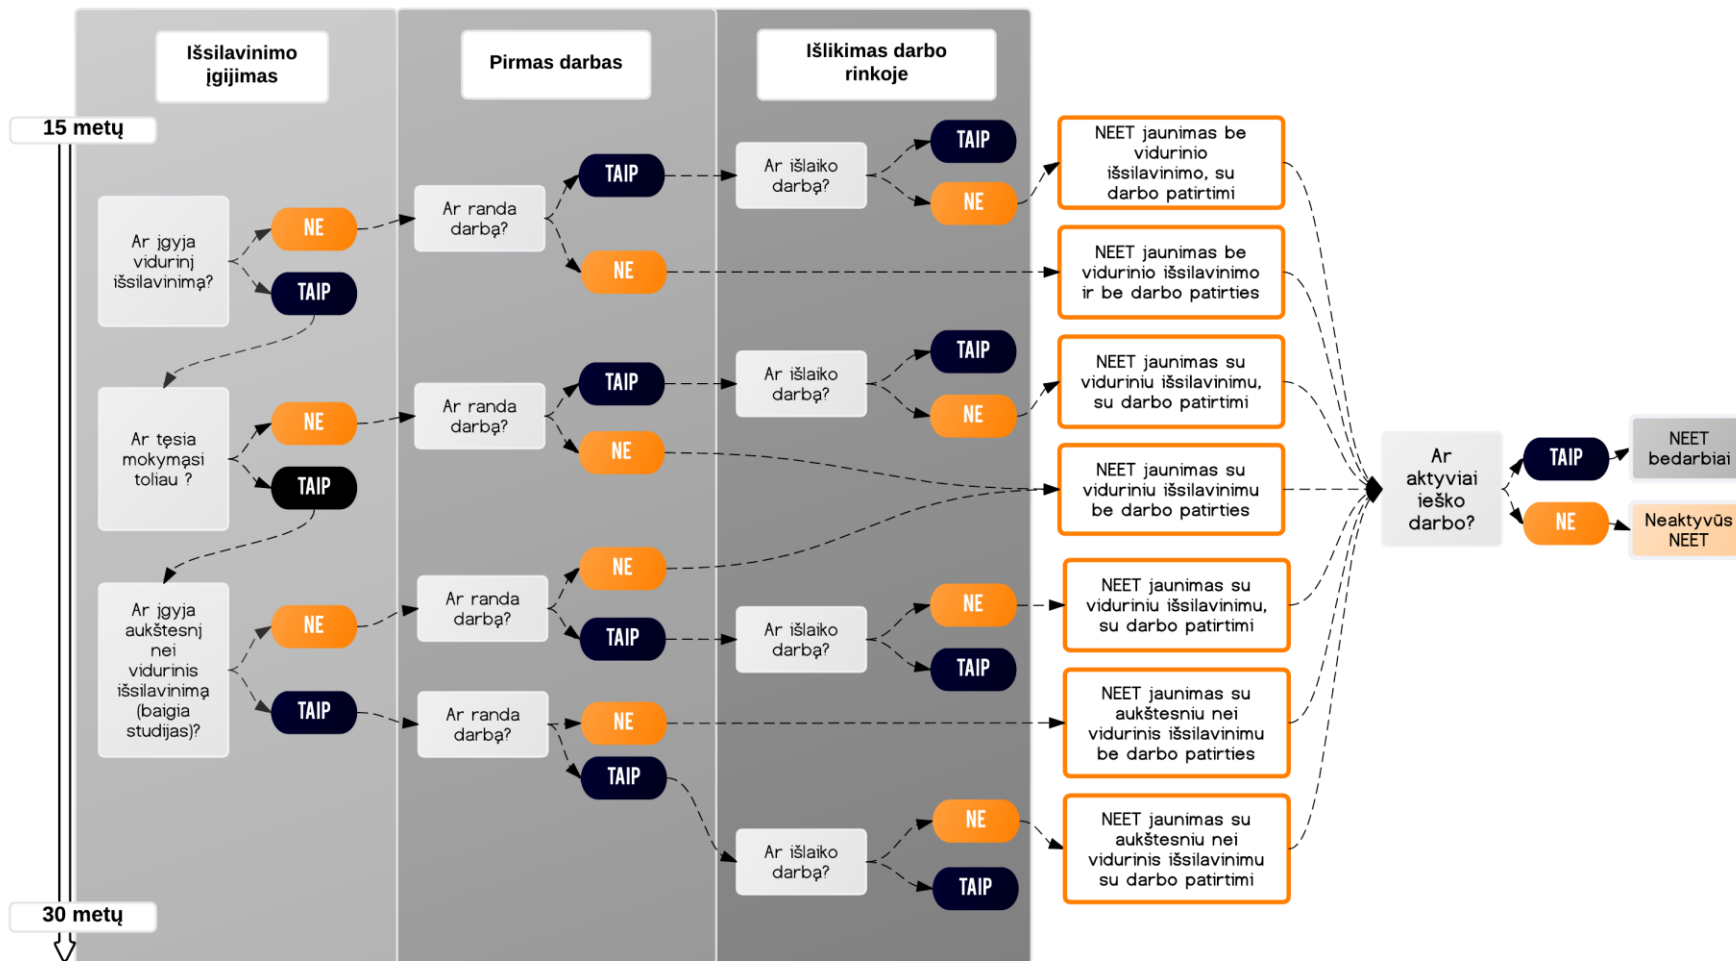 Išsilavinimo
įgijimas
Pirmas darbas
Išlikimas darbo
rinkoje
15 metų
Ar įgyja
vidurinį
išsilavinimą?
NE
TAIP
Ar randa
darbą?
TAIP
NE
Ar išlaiko
darbą?
TAIP
NE
NEET jaunimas be
vidurinio
išsilavinimo, su
darbo patirtimi
NEET jaunimas be
vidurinio išsilavinimo
ir be darbo patirties
Ar tęsia
mokymąsi
toliau ?
NE
TAIP
Ar randa
darbą?
TAIP
NE
Ar išlaiko
darbą?
TAIP
NE
NEET jaunimas su
viduriniu išsilavinimu,
su darbo patirtimi
NEET jaunimas su
viduriniu išsilavinimu
be darbo patirties
Ar įgyja
aukštesnį
nei
vidurinis
išsilavinimą
(baigia
studijas)?
NE
TAIP
Ar randa
darbą?
NE
TAIP
Ar išlaiko
darbą?
NE
TAIP
NEET jaunimas su
viduriniu išsilavinimu,
su darbo patirtimi
Ar randa
darbą?
NE
TAIP
NEET jaunimas su
aukštesniu nei
vidurinis išsilavinimu
be darbo patirties
Ar išlaiko
darbą?
NE
TAIP
NEET jaunimas su
aukštesniu nei
vidurinis išsilavinimu
su darbo patirtimi
Ar
aktyviai
ieško
darbo?
TAIP
NE
NEET
bedarbiai
Neaktyvūs
NEET
30 metų